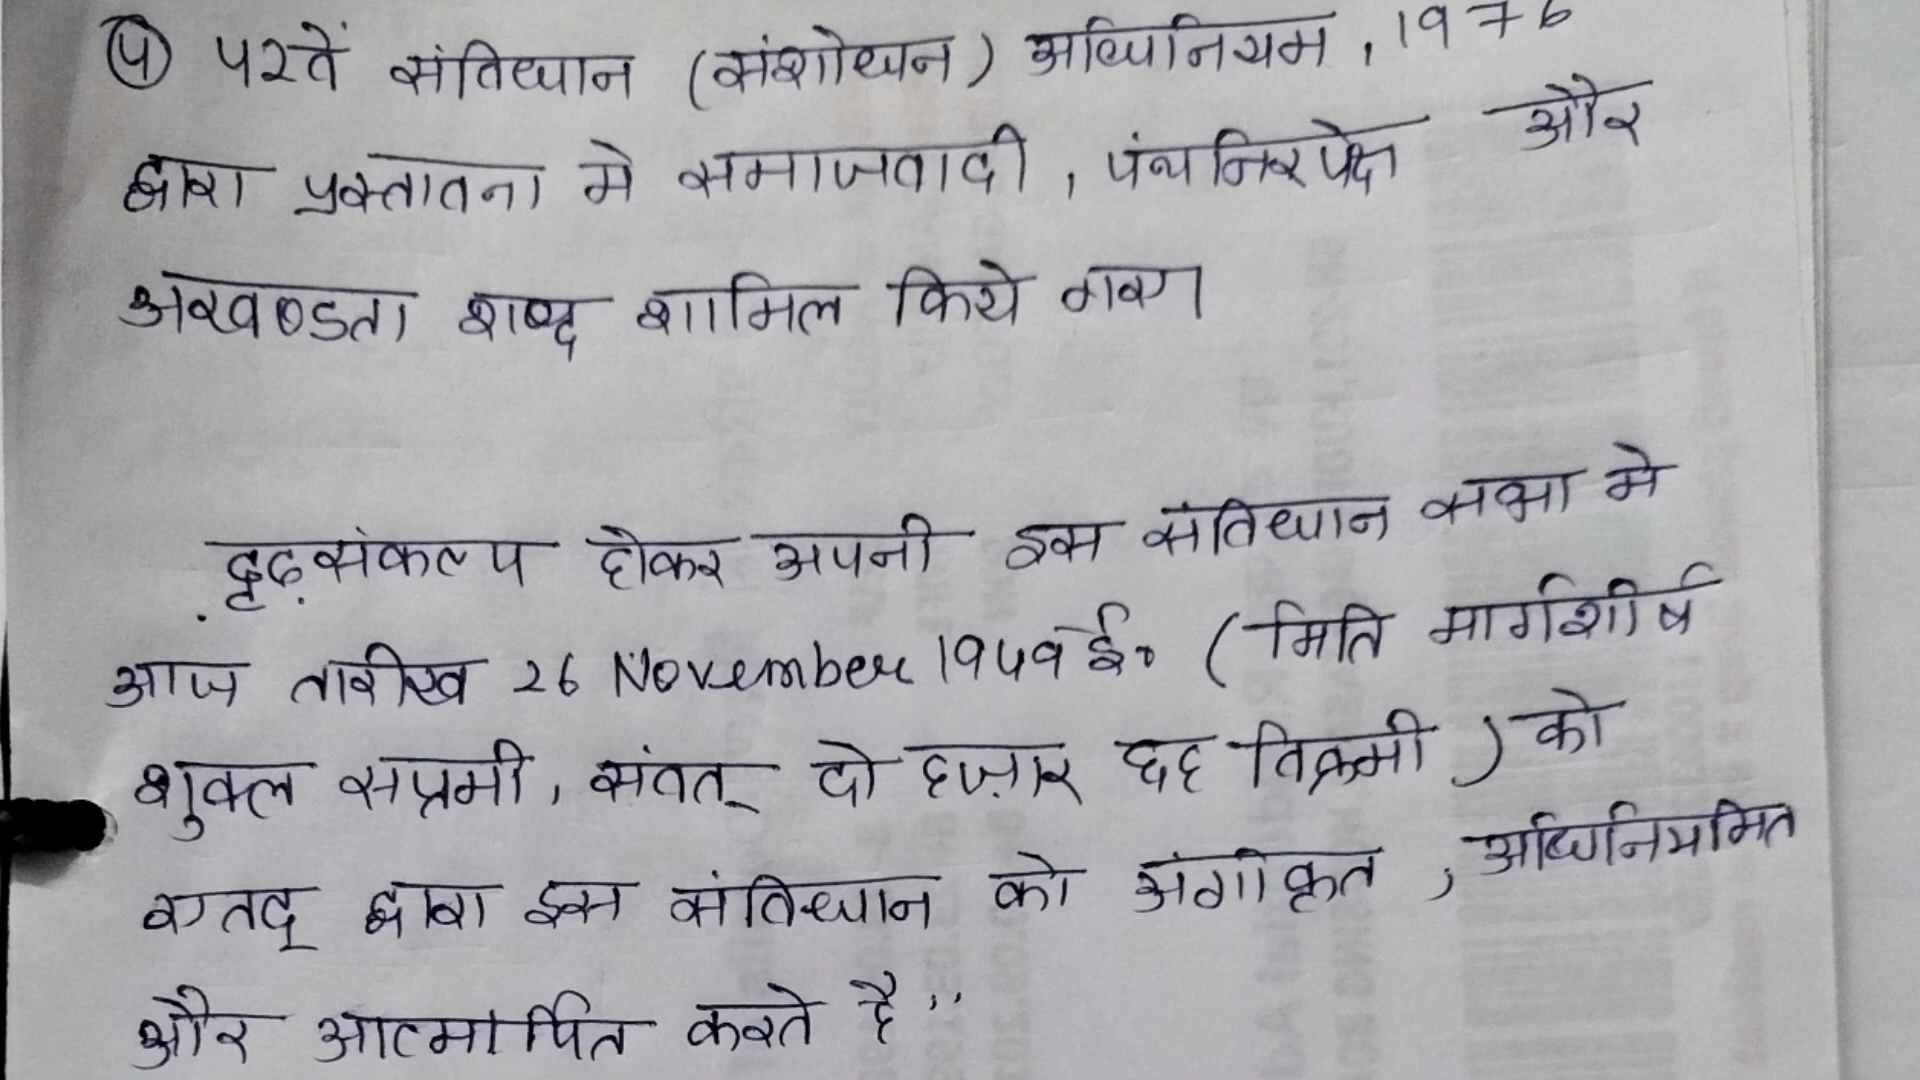 ④ 42वें संविधान (संशोधन) अधिनियम, 1976
द्वारा प्रस्तावना मे समाजवादी, पंथनिरपेक्ष और
अखण्डता शब्द शामिल किये गए।
दृढ़संकल्प होकर अपनी इस संविधान सभा मे
आज तारीख 26 November 1949 ई० (मिति मार्गशीर्ष
शुक्ल सप्तमी, संवत् दो हज़ार छह विक्रमी) को
एतद् द्वारा इस संविधान को अंगीकृत, अधिनियमित
और आत्मार्पित करते है"